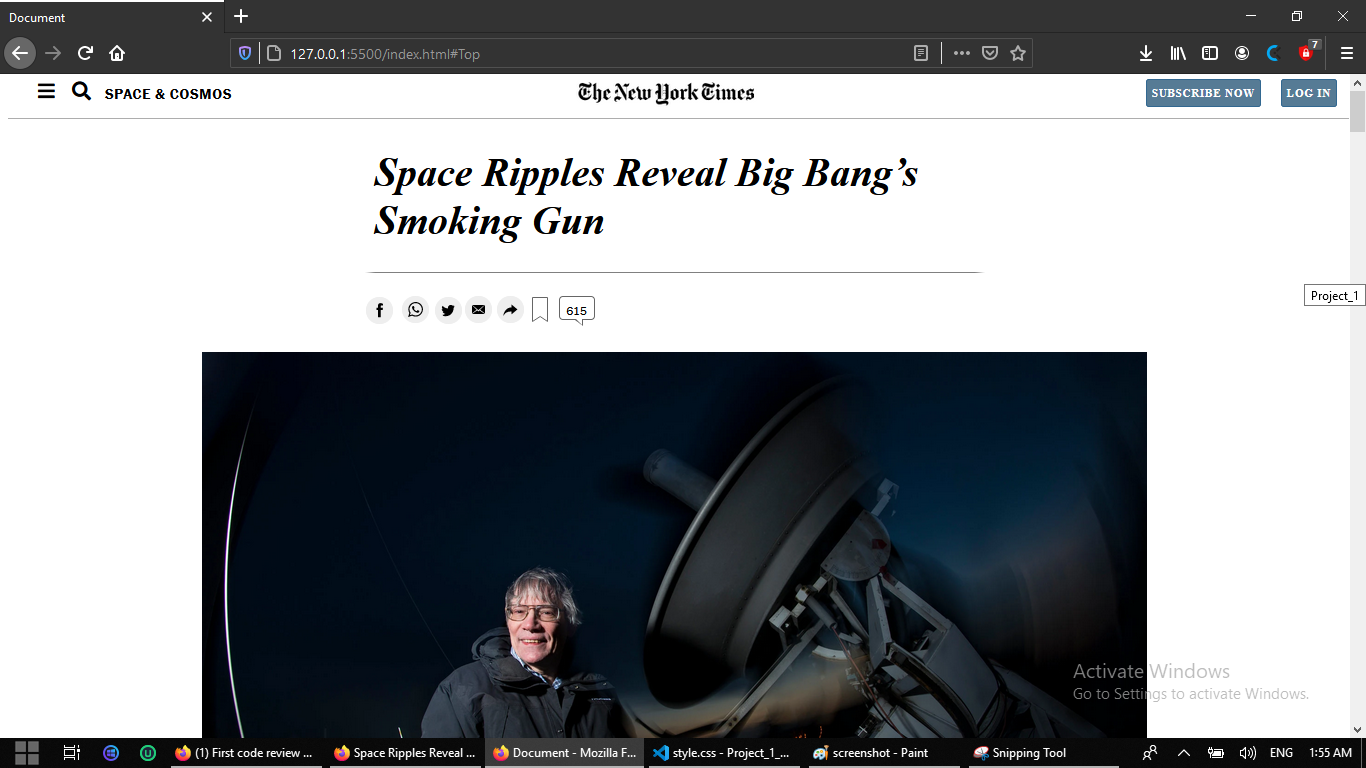 Document
127.0.0.1:5500/index.html#Top
7
SPACE & COSMOS
The New York Times
SUBSCRIBE NOW
LOG IN
Space Ripples Reveal Big Bang’s
Smoking Gun
615
Project_1
Activate Windows
Go to Settings to activate Windows.
(1) First code review ...
Space Ripples Reveal ...
Document - Mozilla F...
style.css - Project_1_...
screenshot - Paint
Snipping Tool
ENG
1:55 AM